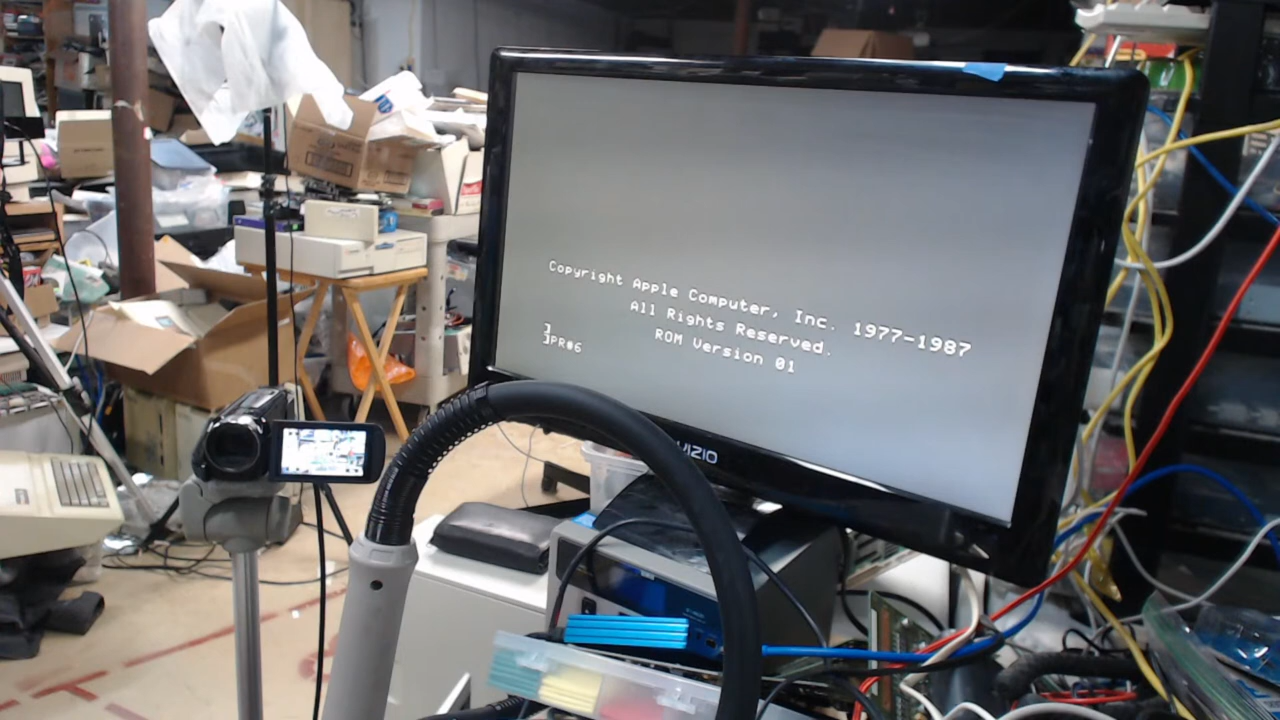 Copyright Apple Computer, Inc. 1977-1987
All Rights Reserved.
ROM Version 01
]
]PR#6
VIZIO